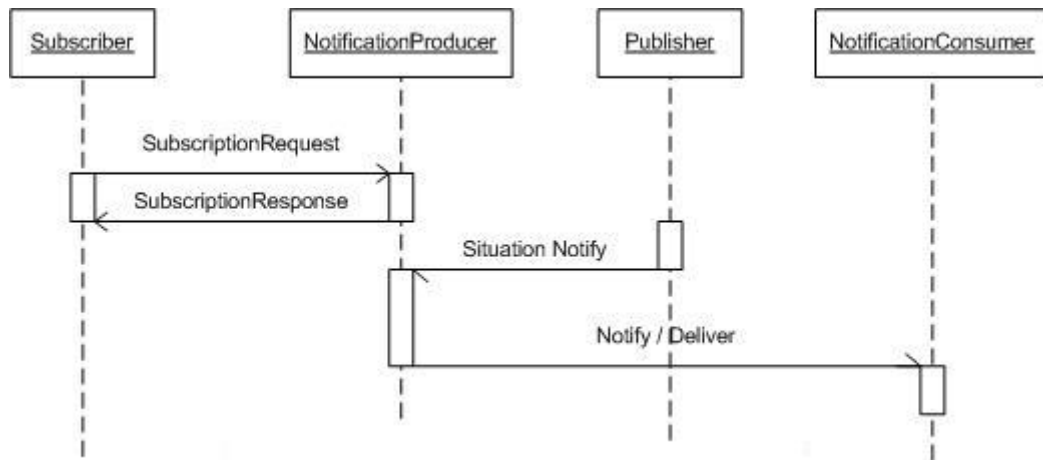 Subscriber
NotificationProducer
Publisher
NotificationConsumer
SubscriptionRequest
SubscriptionResponse
Situation Notify
Notify / Deliver